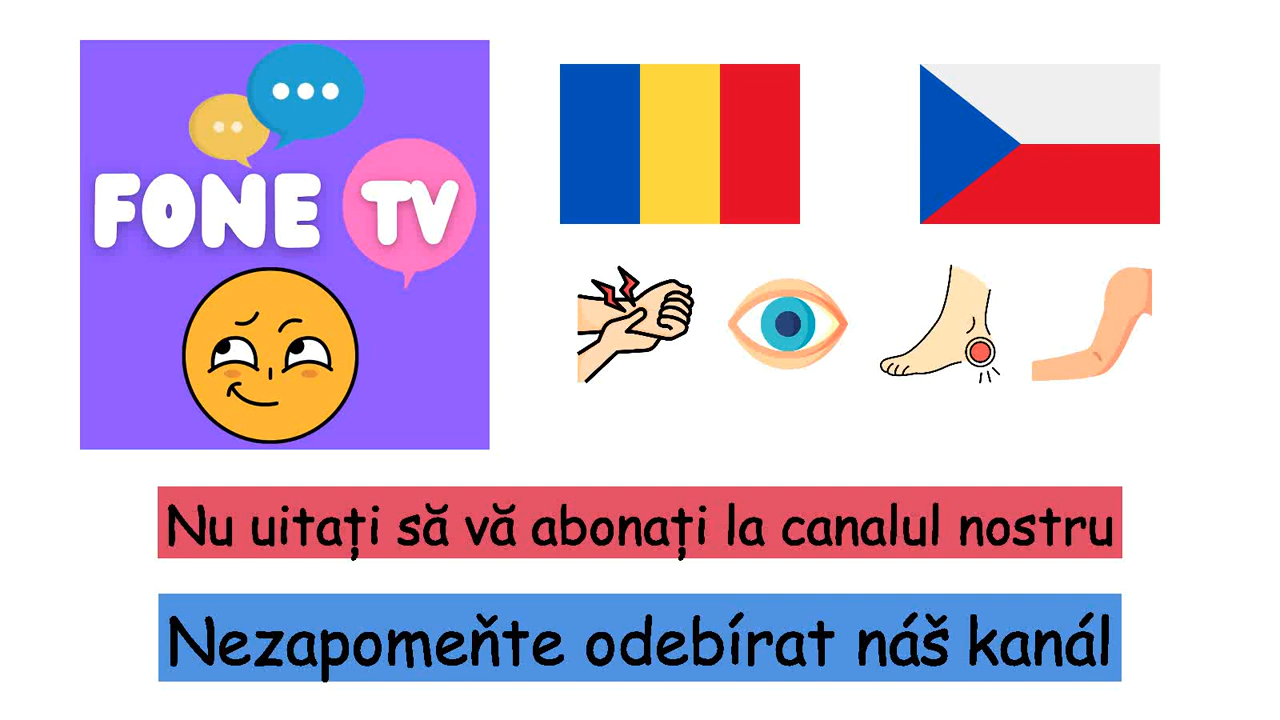 FONE TV
Nu uitați să vă abonați la canalul nostru
Nezapomeňte odebírat náš kanál